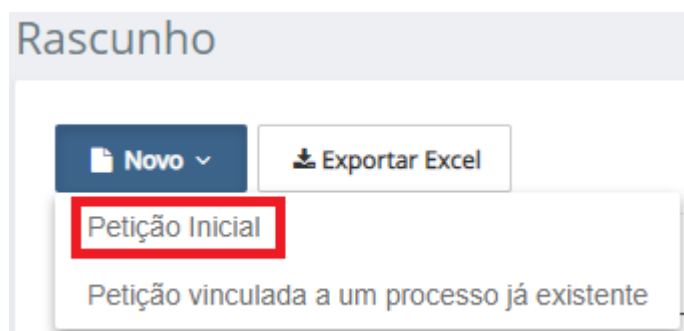 Rascunho
Novo
Exportar Excel
Petição Inicial
Petição vinculada a um processo já existente